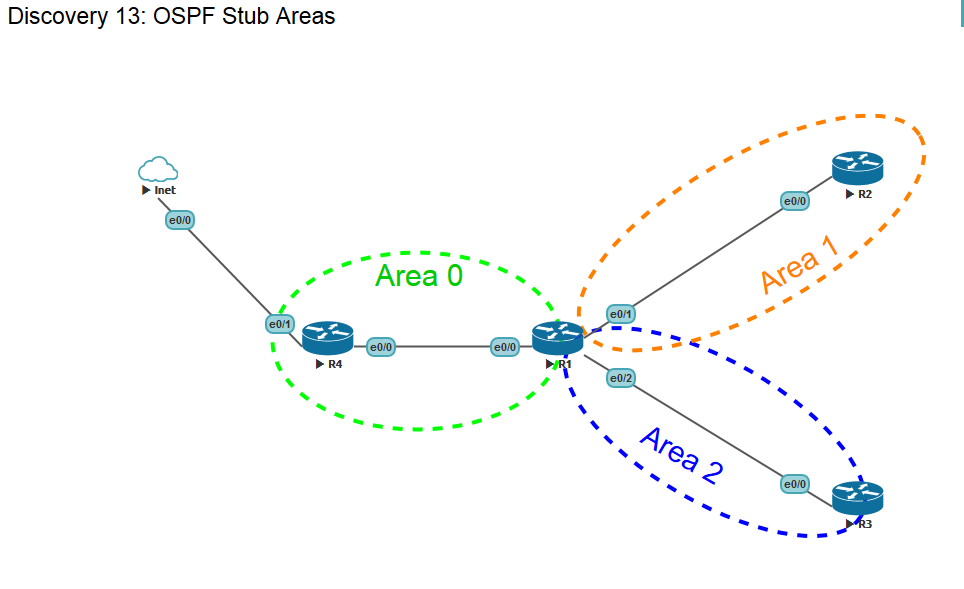 Discovery 13: OSPF Stub Areas
Inet
e0/0
R2
e0/0
Area 1
Area 0
e0/1
e0/1
e0/0
e0/0
R4
R1
e0/2
Area 2
e0/0
R3